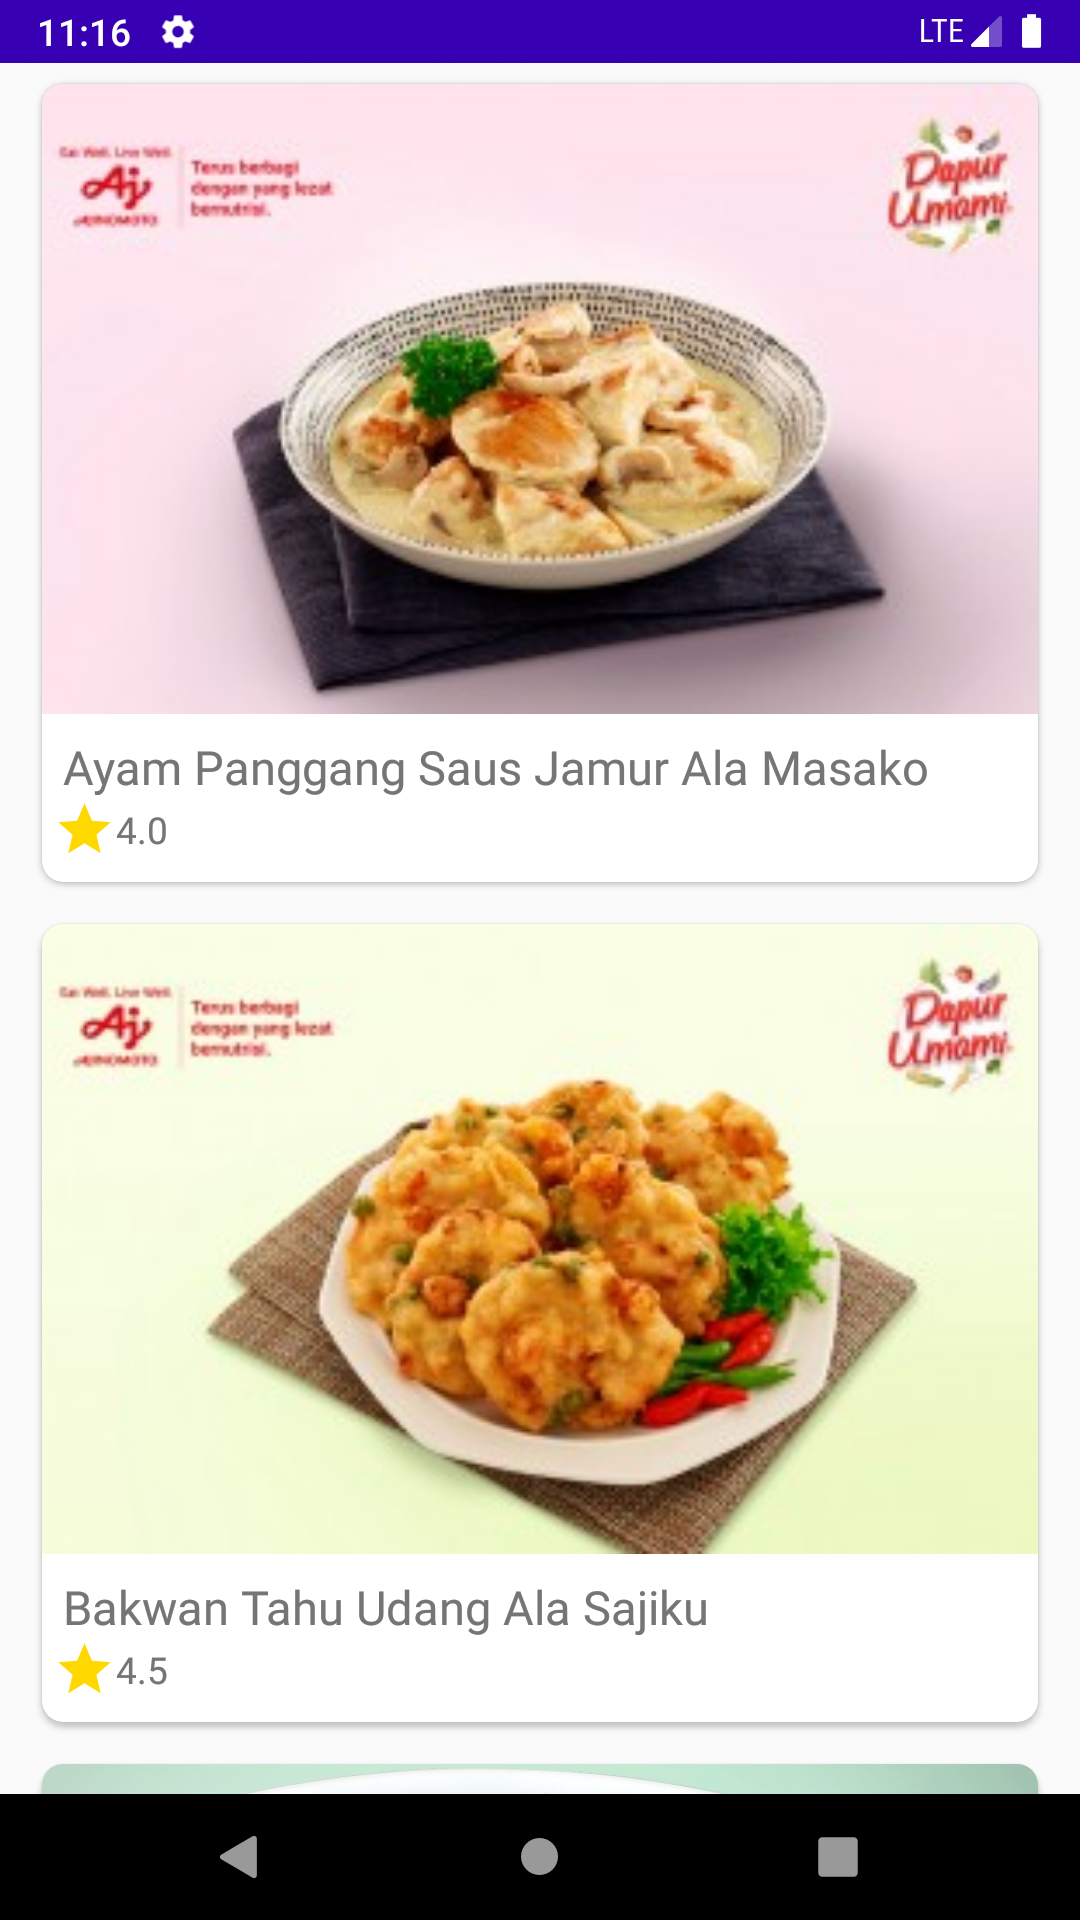 11:16
LTE
Eat Well. Live Well.
Aj
AJINOMOTO
Terus berbagi
dengan yang lezat
bernutrisi.
Dapur
Umami
Ayam Panggang Saus Jamur Ala Masako
4.0
Eat Well. Live Well.
Aj
AJINOMOTO
Terus berbagi
dengan yang lezat
bernutrisi.
Dapur
Umami
Bakwan Tahu Udang Ala Sajiku
4.5